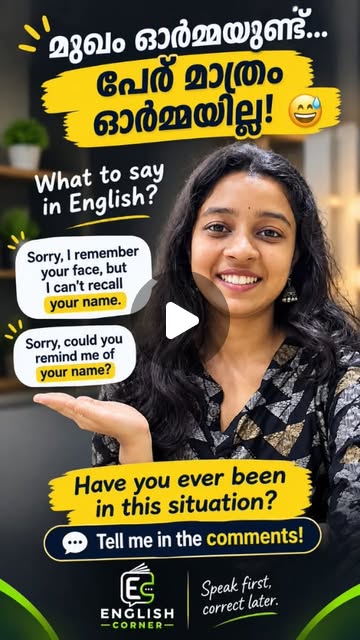 മുഖം ഓർമ്മയുണ്ട്...
പേര് മാത്രം
ഓർമ്മയില്ല! 😅
What to say
in English?
Sorry, I remember
your face, but
I can't recall
your name.
Sorry, could you
remind me of
your name?
Have you ever been
in this situation?
Tell me in the comments!
EC
ENGLISH
CORNER
Speak first,
correct later.